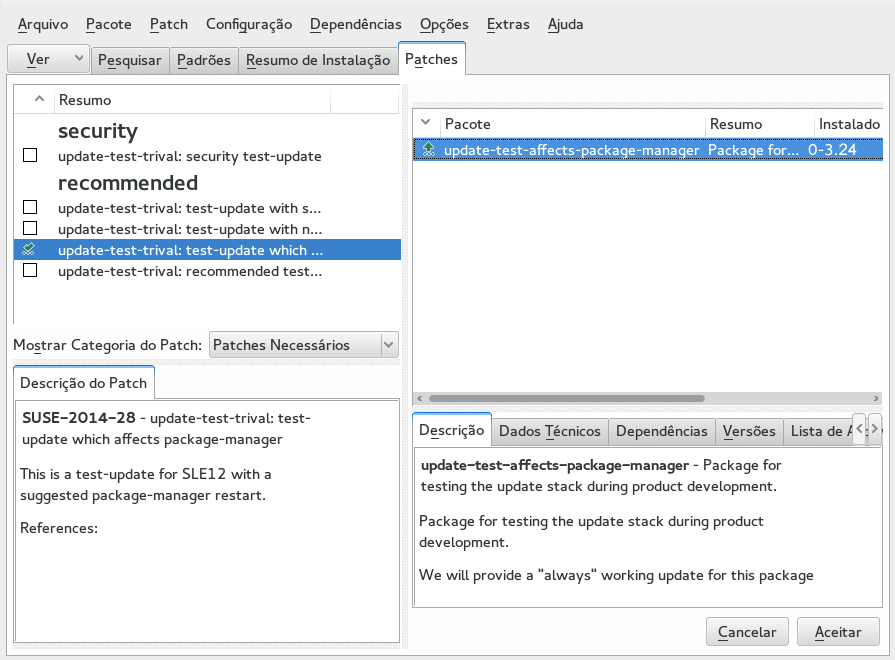 Arquivo Pacote Patch Configuração Dependências Opções Extras Ajuda
Ver Pesquisar Padrões Resumo de Instalação Patches
Resumo
security
update-test-trival: security test-update
recommended
update-test-trival: test-update with s...
update-test-trival: test-update with n...
update-test-trival: test-update which ...
update-test-trival: recommended test...
Mostrar Categoria do Patch: Patches Necessários
Descrição do Patch
SUSE-2014-28 - update-test-trival: test-
update which affects package-manager
This is a test-update for SLE12 with a
suggested package-manager restart.
References:
Pacote Resumo Instalado
update-test-affects-package-manager Package for... 0-3.24
Descrição Dados Técnicos Dependências Versões Lista de
update-test-affects-package-manager - Package for
testing the update stack during product development.
Package for testing the update stack during product
development.
We will provide a "always" working update for this package
Cancelar Aceitar